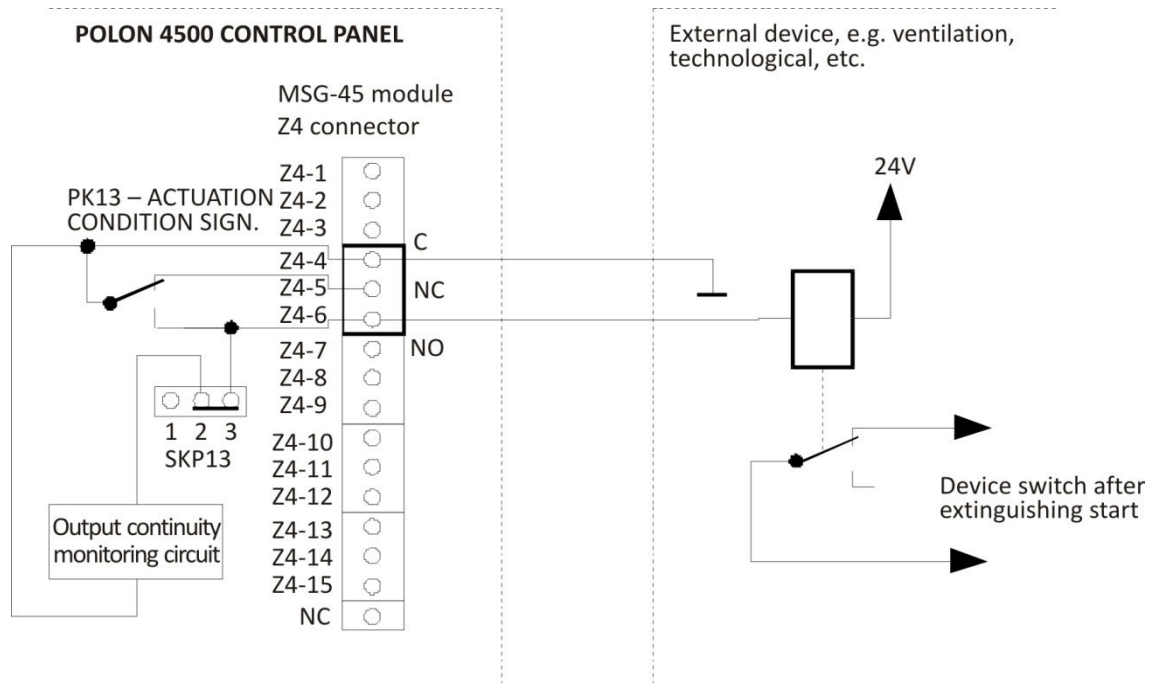 POLON 4500 CONTROL PANEL
External device, e.g. ventilation,
technological, etc.
MSG-45 module
Z4 connector
24V
PK13 – ACTUATION
CONDITION SIGN.
Z4-1
Z4-2
Z4-3
C
Z4-4
Z4-5
NC
Z4-6
Z4-7
NO
Z4-8
Z4-9
1 2 3
SKP13
Z4-10
Z4-11
Z4-12
Device switch after
extinguishing start
Output continuity
monitoring circuit
Z4-13
Z4-14
Z4-15
NC